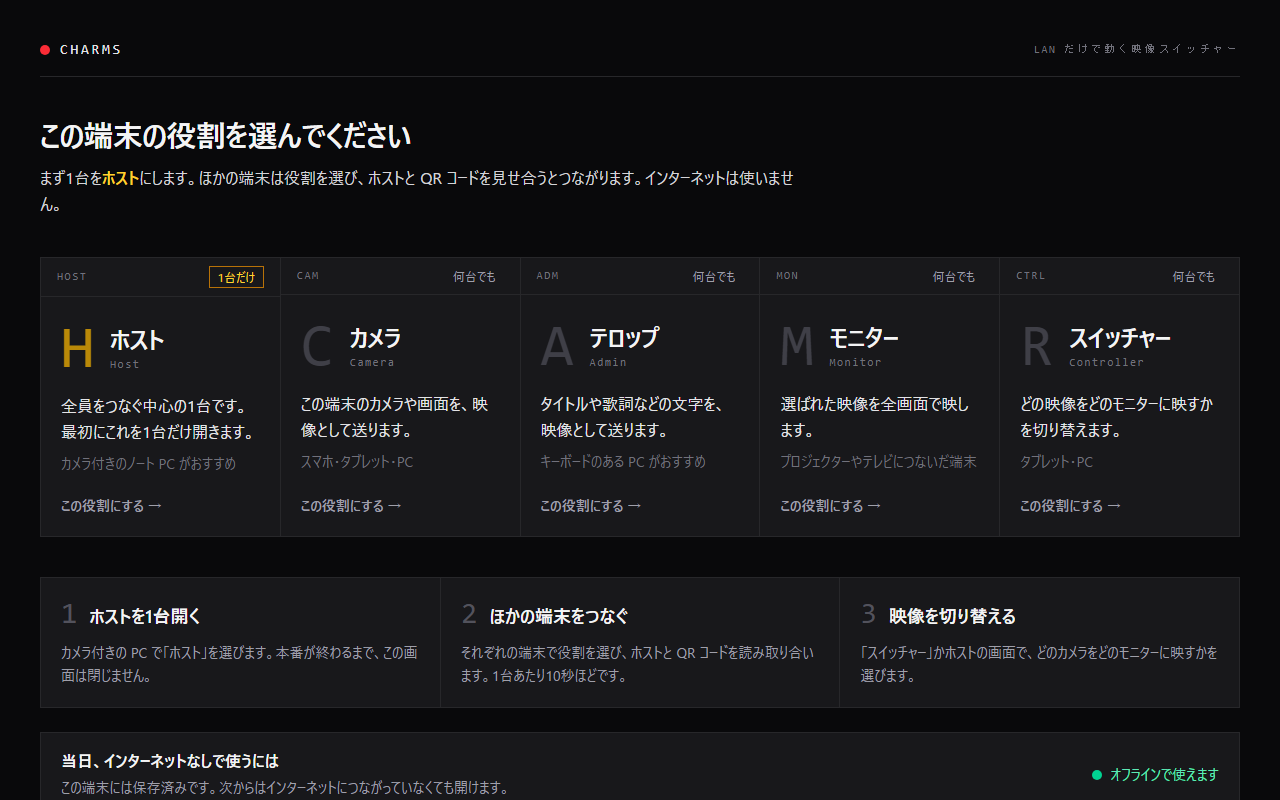 CHARMS
LAN だけで動く映像スイッチャー
この端末の役割を選んでください
まず1台をホストにします。ほかの端末は役割を選び、ホストと QR コードを見せ合うとつながります。インターネットは使いませ
ん。
HOST
1台だけ
H
ホスト
Host
全員をつなぐ中心の1台です。
最初にこれを1台だけ開きます。
カメラ付きのノート PC がおすすめ
この役割にする →
CAM
何台でも
C
カメラ
Camera
この端末のカメラや画面を、映
像として送ります。
スマホ・タブレット・PC
この役割にする →
ADM
何台でも
A
テロップ
Admin
タイトルや歌詞などの文字を、
映像として送ります。
キーボードのある PC がおすすめ
この役割にする →
MON
何台でも
M
モニター
Monitor
選ばれた映像を全画面で映し
ます。
プロジェクターやテレビにつないだ端末
この役割にする →
CTRL
何台でも
R
スイッチャー
Controller
どの映像をどのモニターに映すか
を切り替えます。
タブレット・PC
この役割にする →
1 ホストを1台開く
カメラ付きの PC で「ホスト」を選びます。本番が終わるまで、この画
面は閉じません。
2 ほかの端末をつなぐ
それぞれの端末で役割を選び、ホストと QR コードを読み取り合い
ます。1台あたり10秒ほどです。
3 映像を切り替える
「スイッチャー」かホストの画面で、どのカメラをどのモニターに映すかを
選びます。
当日、インターネットなしで使うには
この端末には保存済みです。次からはインターネットにつながっていなくても開けます。
オフラインで使えます